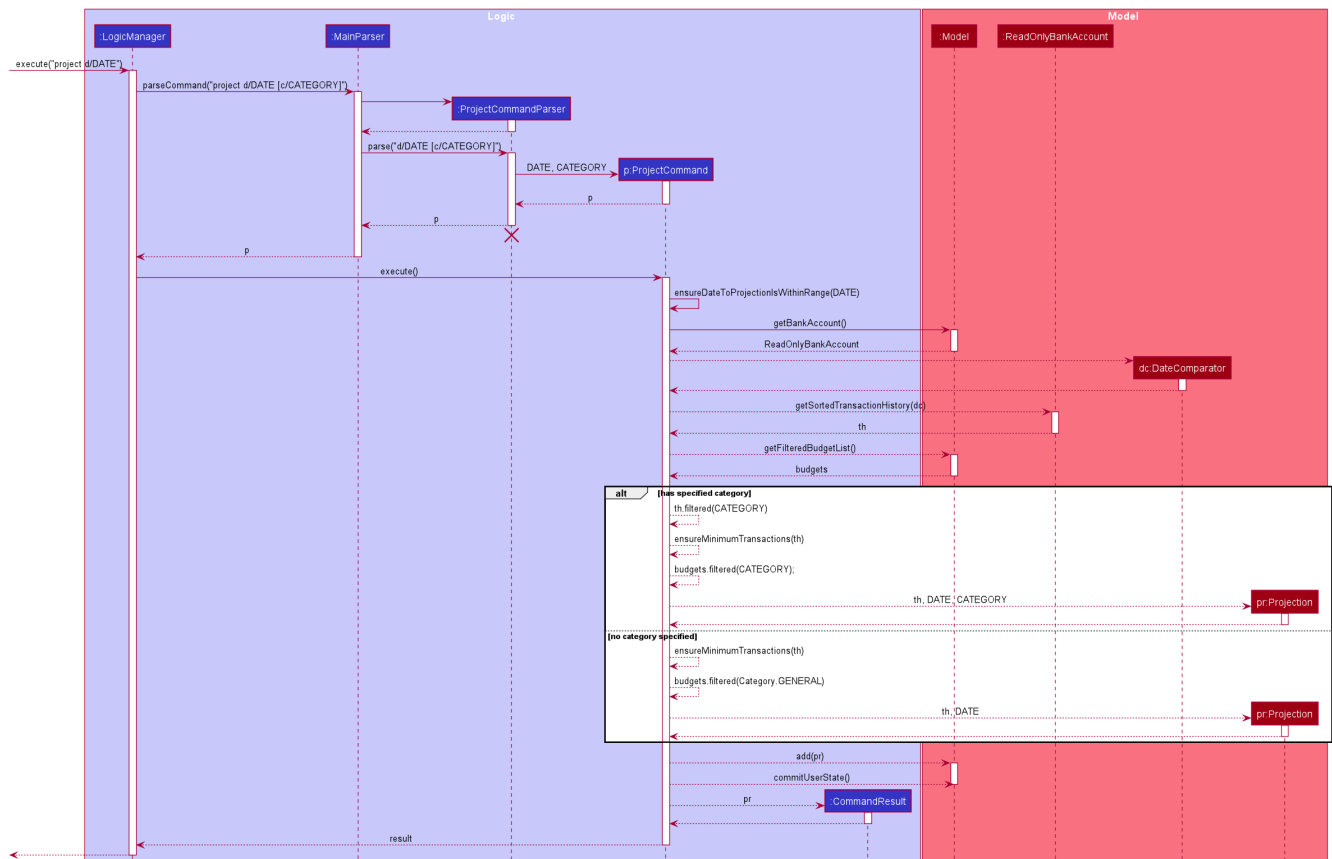 Logic
Model
:LogicManager
:MainParser
:Model
:ReadOnlyBankAccount
execute("project d/DATE")
parseCommand("project d/DATE [c/CATEGORY]")
:ProjectCommandParser
parse("d/DATE [c/CATEGORY]")
DATE, CATEGORY
p:ProjectCommand
p
p
p
execute()
ensureDateToProjectionIsWithinRange(DATE)
getBankAccount()
ReadOnlyBankAccount
dc:DateComparator
getSortedTransactionHistory(dc)
th
getFilteredBudgetList()
budgets
alt
[has specified category]
th.filtered(CATEGORY)
ensureMinimumTransactions(th)
budgets.filtered(CATEGORY);
th, DATE, CATEGORY
pr:Projection
[no category specified]
ensureMinimumTransactions(th)
budgets.filtered(Category.GENERAL)
th, DATE
pr:Projection
add(pr)
commitUserState()
pr
:CommandResult
result